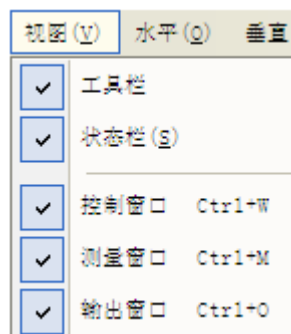 视图(V) 水平(O) 垂直
工具栏
状态栏(S)
控制窗口 Ctrl+W
测量窗口 Ctrl+M
输出窗口 Ctrl+O